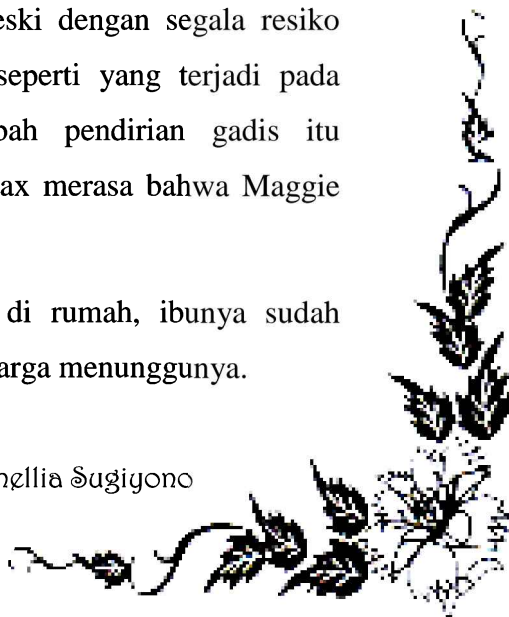 eski dengan segala resiko
seperti yang terjadi pada
bah pendirian gadis itu
ax merasa bahwa Maggie
di rumah, ibunya sudah
arga menunggunya.
nellia Sugiyono